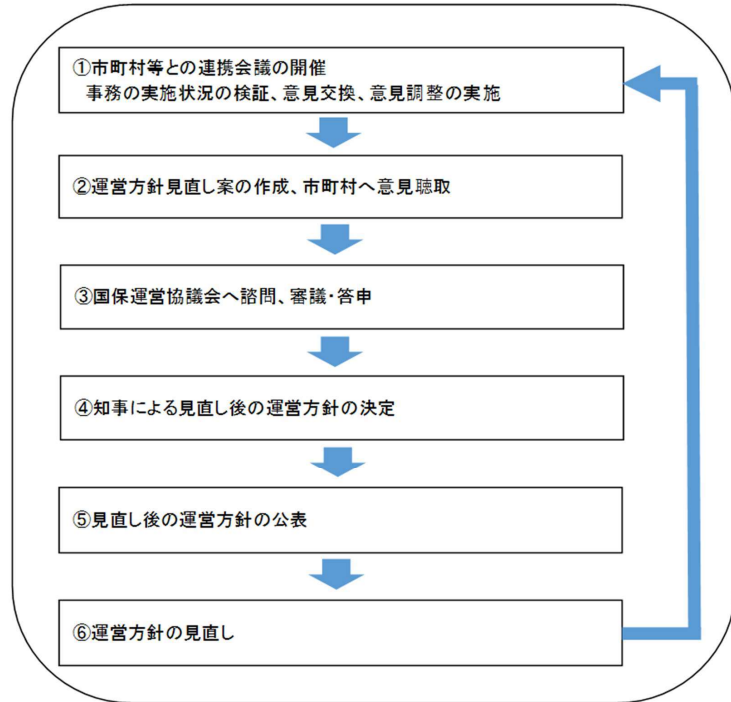 ①市町村等との連携会議の開催
事務の実施状況の検証、意見交換、意見調整の実施
②運営方針見直し案の作成、市町村へ意見聴取
③国保運営協議会へ諮問、審議・答申
④知事による見直し後の運営方針の決定
⑤見直し後の運営方針の公表
⑥運営方針の見直し